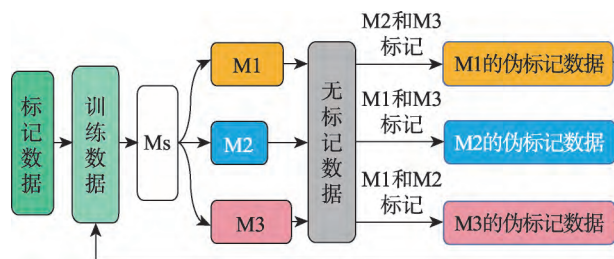 标记数据
训练数据
Ms
M1
M2
M3
无标记数据
M2和M3
标记
M1的伪标记数据
M1和M3
标记
M2的伪标记数据
M1和M2
标记
M3的伪标记数据